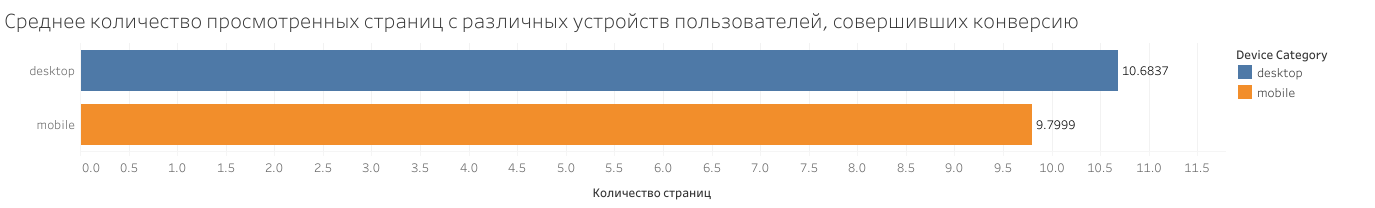 Среднее количество просмотренных страниц с различных устройств пользователей, совершивших конверсию
Device Category
desktop 10.6837 desktop
mobile
mobile 9.7999
0.0 0.5 1.0 1.5 2.0 2.5 3.0 3.5 4.0 4.5 5.0 5.5 6.0 6.5 7.0 7.5 8.0 8.5 9.0 9.5 10.0 10.5 11.0 11.5
Количество страниц